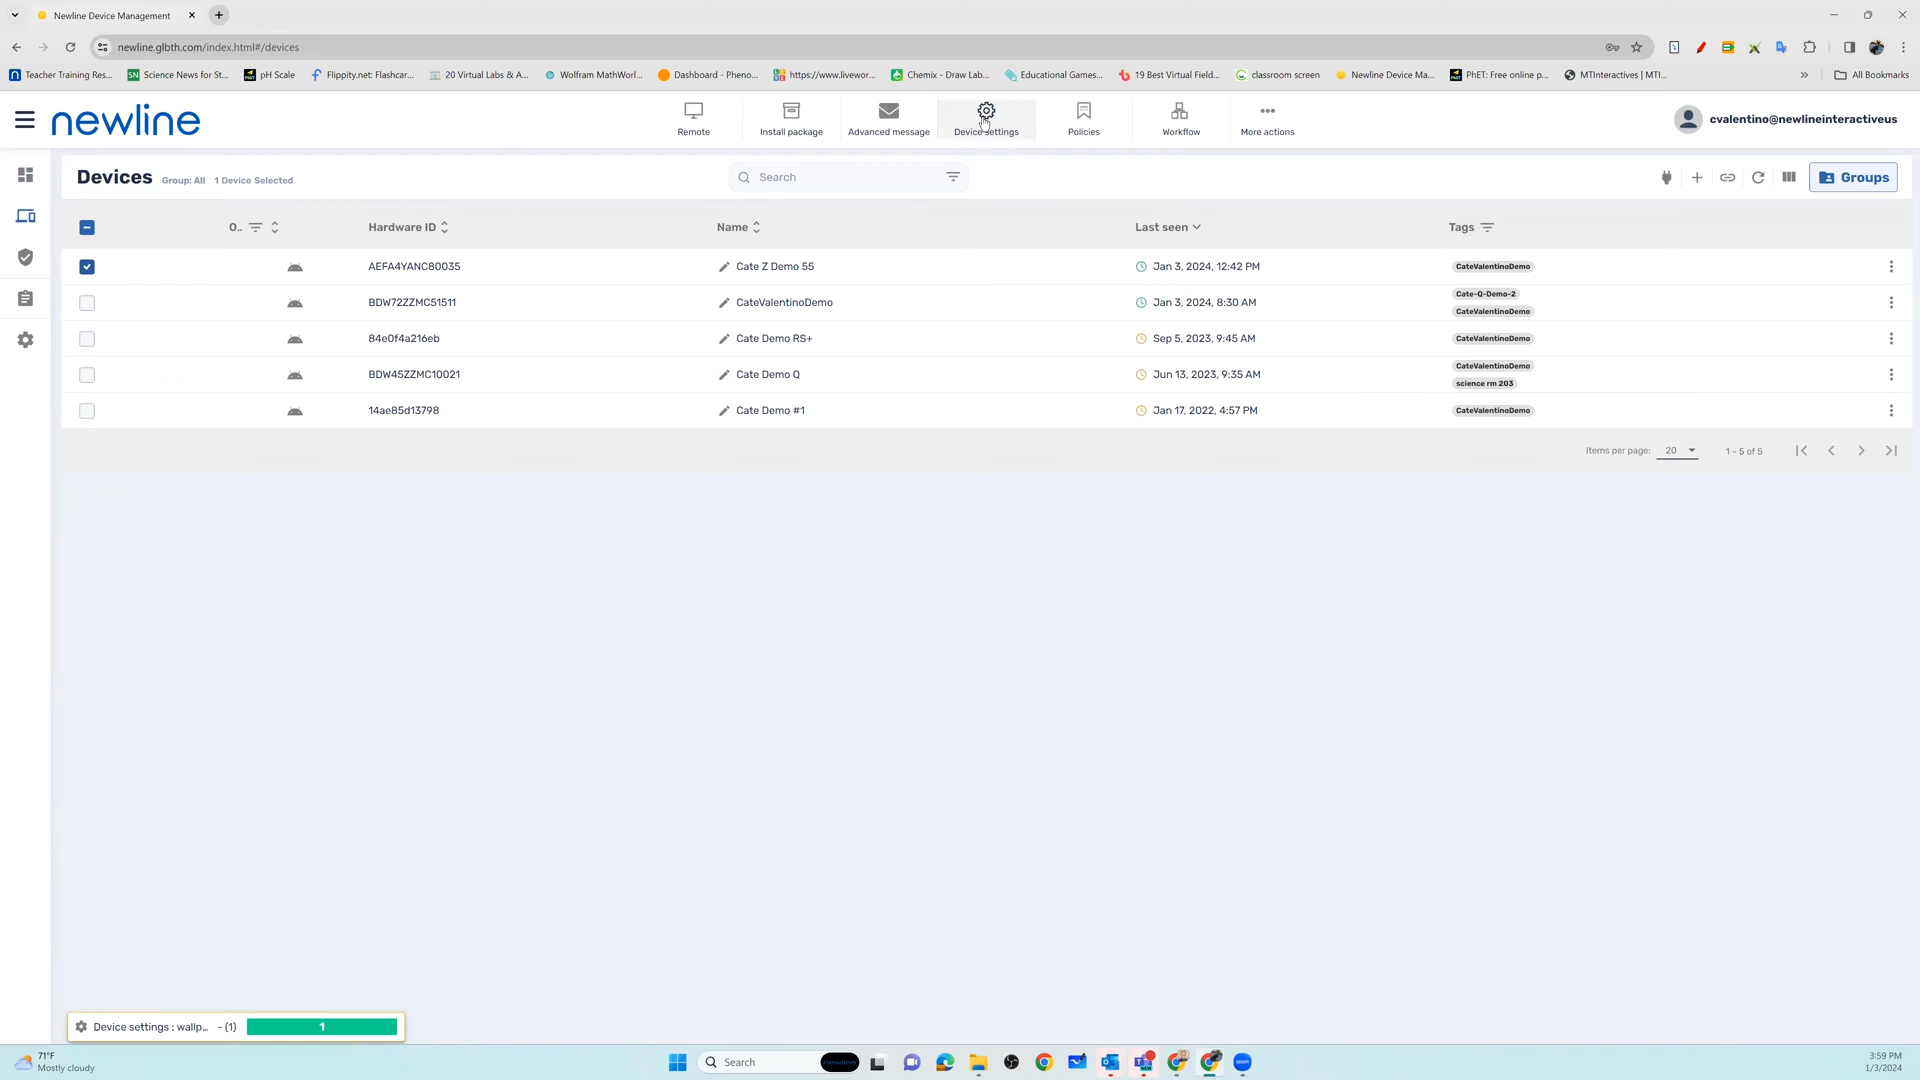 Newline Device Management
newline.glbth.com/index.html#/devices
Teacher Training Res... Science News for St... pH Scale Flippity.net: Flashcar... 20 Virtual Labs & A... Wolfram MathWorl... Dashboard - Pheno... https://www.livewor... Chemix - Draw Lab... Educational Games... 19 Best Virtual Field... classroom screen Newline Device Ma... PhET: Free online p... MTInteractives | MTI... » All Bookmarks
newline
Remote Install package Advanced message Device settings Policies Workflow More actions
cvalentino@newlineinteractiveus
Devices Group: All 1 Device Selected Search Groups
O.. Hardware ID Name Last seen Tags
AEFA4YANC80035 Cate Z Demo 55 Jan 3, 2024, 12:42 PM CateValentinoDemo
BDW72ZZMC51511 CateValentinoDemo Jan 3, 2024, 8:30 AM Cate-Q-Demo-2
CateValentinoDemo
84e0f4a216eb Cate Demo RS+ Sep 5, 2023, 9:45 AM CateValentinoDemo
BDW45ZZMC10021 Cate Demo Q Jun 13, 2023, 9:35 AM CateValentinoDemo
science rm 203
14ae85d13798 Cate Demo #1 Jan 17, 2022, 4:57 PM CateValentinoDemo
Items per page: 20 1 – 5 of 5
Device settings : wallp... - (1) 1
71°F
Mostly cloudy
Search newline
NEW
zoom
3:59 PM
1/3/2024